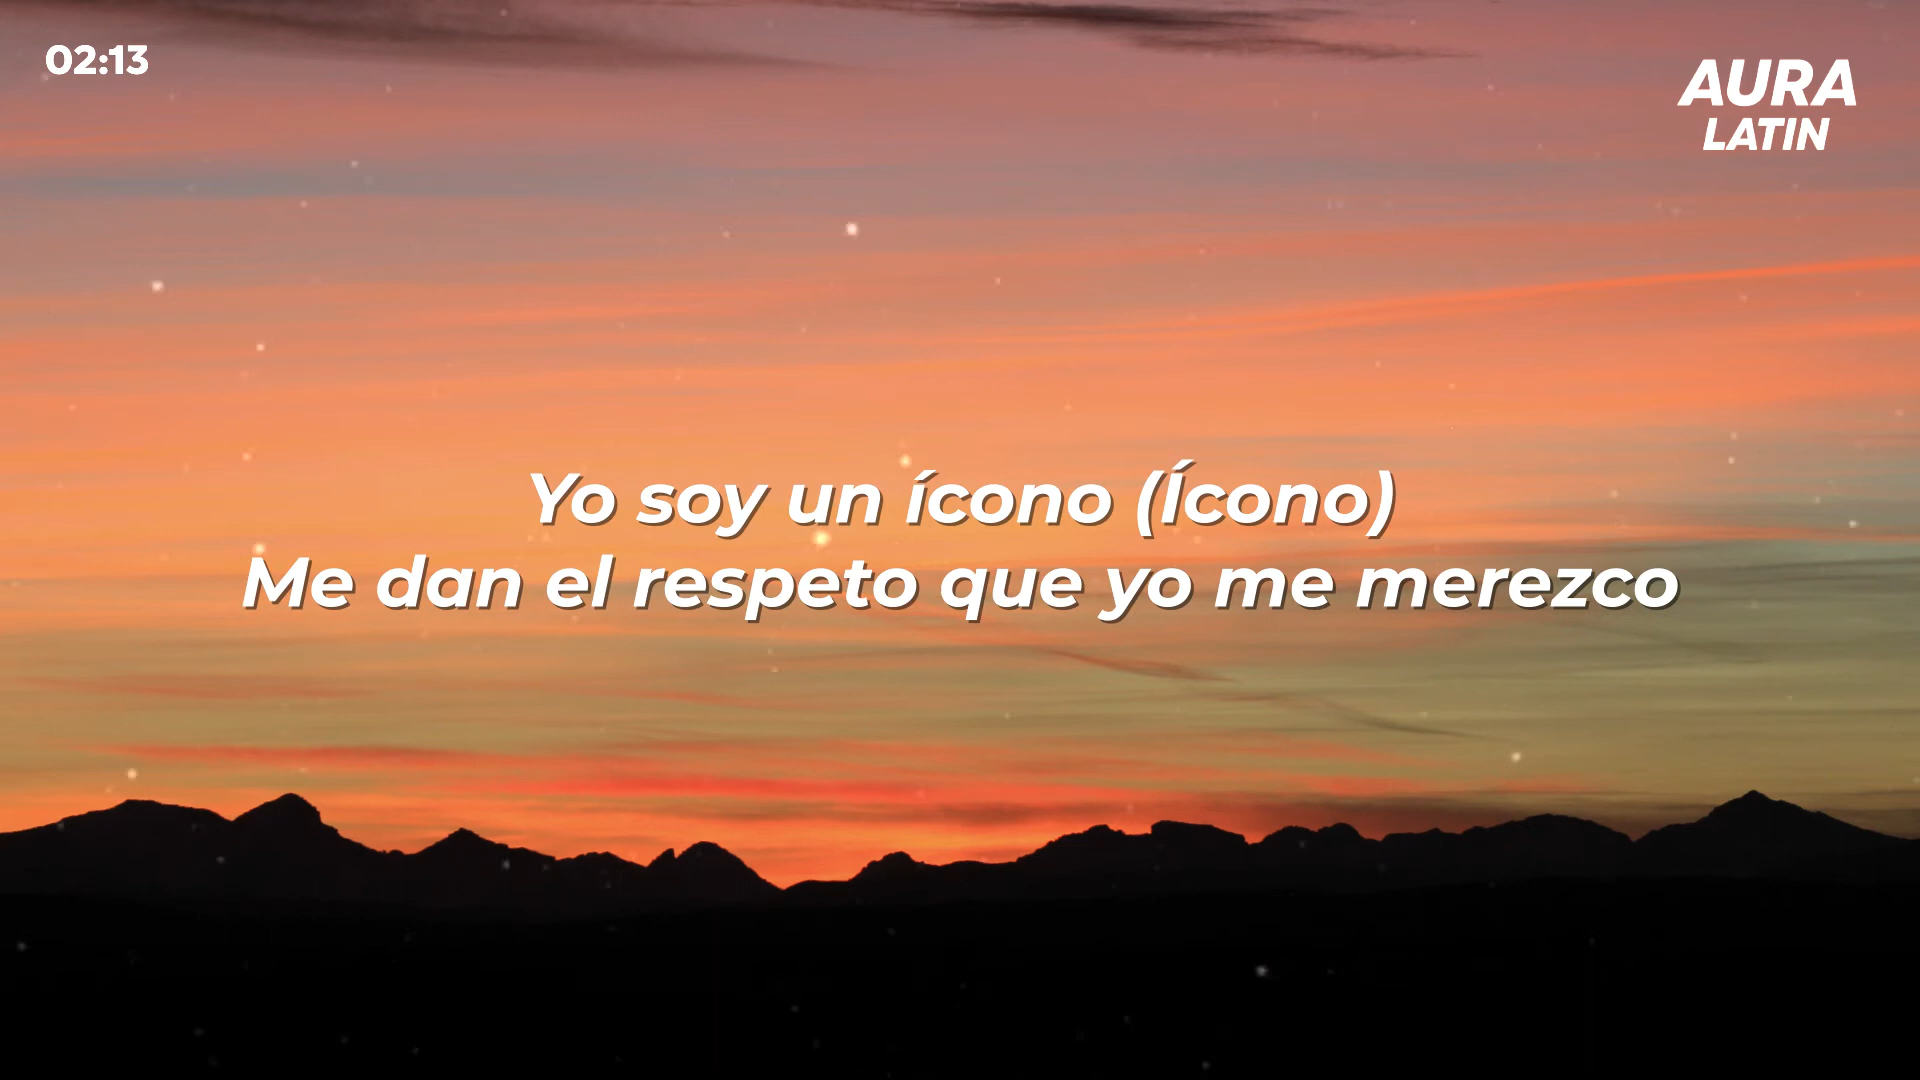 02:13
AURA
LATIN
Yo soy un ícono (Ícono)
Me dan el respeto que yo me merezco